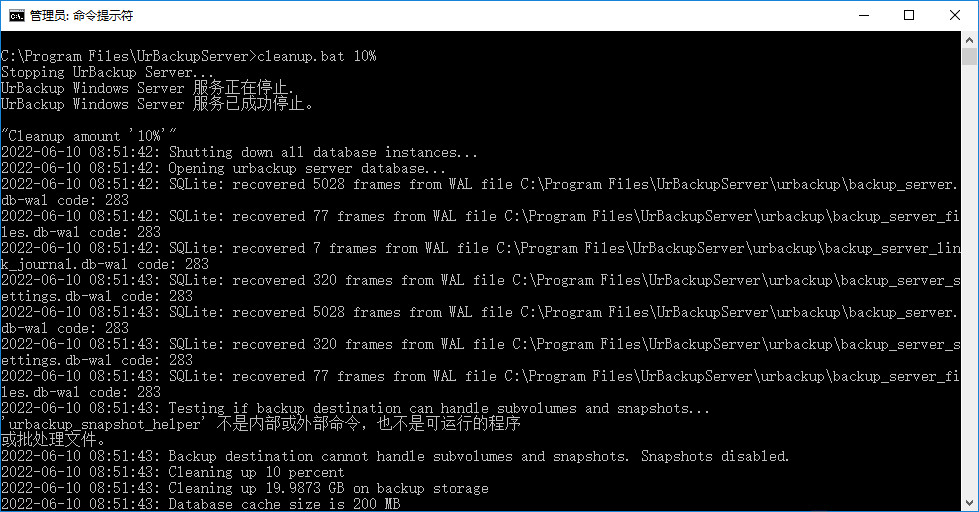 管理员: 命令提示符
C:\Program Files\UrBackupServer>cleanup.bat 10%
Stopping UrBackup Server...
UrBackup Windows Server 服务正在停止.
UrBackup Windows Server 服务已成功停止。
"Cleanup amount '10%'"
2022-06-10 08:51:42: Shutting down all database instances...
2022-06-10 08:51:42: Opening urbackup server database...
2022-06-10 08:51:42: SQLite: recovered 5028 frames from WAL file C:\Program Files\UrBackupServer\urbackup\backup_server.
db-wal code: 283
2022-06-10 08:51:42: SQLite: recovered 77 frames from WAL file C:\Program Files\UrBackupServer\urbackup\backup_server_fi
les.db-wal code: 283
2022-06-10 08:51:42: SQLite: recovered 7 frames from WAL file C:\Program Files\UrBackupServer\urbackup\backup_server_lin
k_journal.db-wal code: 283
2022-06-10 08:51:43: SQLite: recovered 320 frames from WAL file C:\Program Files\UrBackupServer\urbackup\backup_server_s
ettings.db-wal code: 283
2022-06-10 08:51:43: SQLite: recovered 5028 frames from WAL file C:\Program Files\UrBackupServer\urbackup\backup_server.
db-wal code: 283
2022-06-10 08:51:43: SQLite: recovered 320 frames from WAL file C:\Program Files\UrBackupServer\urbackup\backup_server_s
ettings.db-wal code: 283
2022-06-10 08:51:43: SQLite: recovered 77 frames from WAL file C:\Program Files\UrBackupServer\urbackup\backup_server_fi
les.db-wal code: 283
2022-06-10 08:51:43: Testing if backup destination can handle subvolumes and snapshots...
'urbackup_snapshot_helper' 不是内部或外部命令，也不是可运行的程序
或批处理文件。
2022-06-10 08:51:43: Backup destination cannot handle subvolumes and snapshots. Snapshots disabled.
2022-06-10 08:51:43: Cleaning up 10 percent
2022-06-10 08:51:43: Cleaning up 19.9873 GB on backup storage
2022-06-10 08:51:43: Database cache size is 200 MB